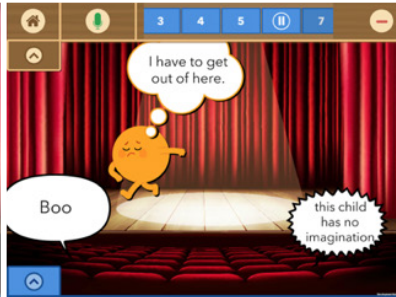 3 4 5 7
I have to get
out of here.
Boo
this child
has no
imagination